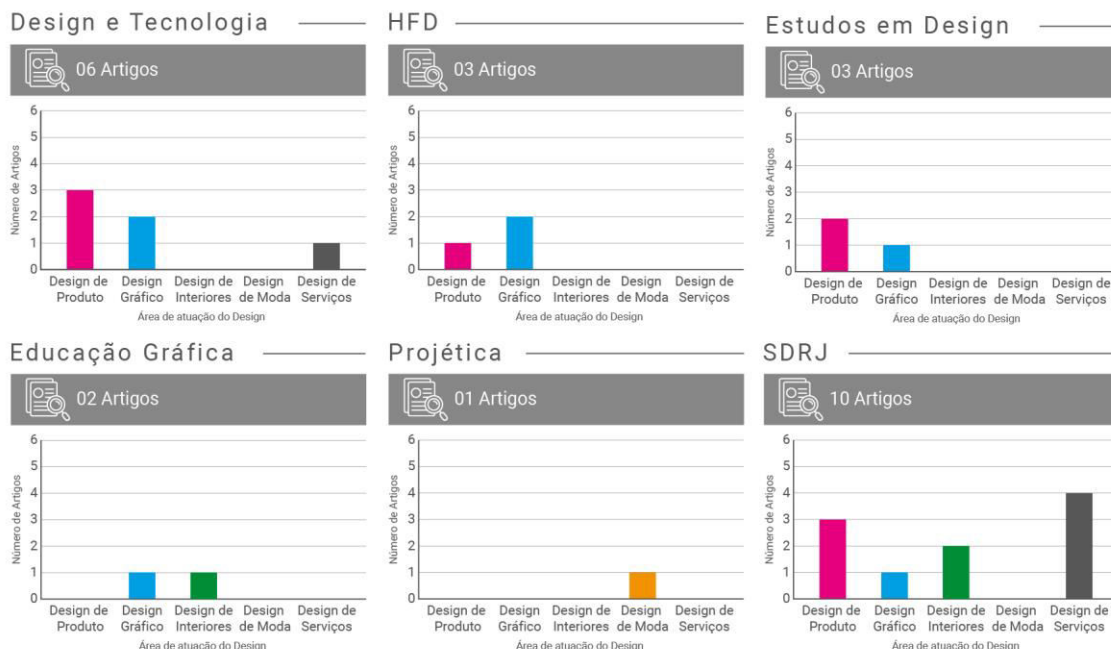 Design e Tecnologia
06 Artigos
Número de Artigos
6
5
4
3
2
1
0
Design de Produto
Design Gráfico
Design de Interiores
Design de Moda
Design de Serviços
Área de atuação do Design
HFD
03 Artigos
Número de Artigos
6
5
4
3
2
1
0
Design de Produto
Design Gráfico
Design de Interiores
Design de Moda
Design de Serviços
Área de atuação do Design
Estudos em Design
03 Artigos
Número de Artigos
6
5
4
3
2
1
0
Design de Produto
Design Gráfico
Design de Interiores
Design de Moda
Design de Serviços
Área de atuação do Design
Educação Gráfica
02 Artigos
Número de Artigos
6
5
4
3
2
1
0
Design de Produto
Design Gráfico
Design de Interiores
Design de Moda
Design de Serviços
Área de atuação do Design
Projética
01 Artigos
Número de Artigos
6
5
4
3
2
1
0
Design de Produto
Design Gráfico
Design de Interiores
Design de Moda
Design de Serviços
Área de atuação do Design
SDRJ
10 Artigos
Número de Artigos
6
5
4
3
2
1
0
Design de Produto
Design Gráfico
Design de Interiores
Design de Moda
Design de Serviços
Área de atuação do Design